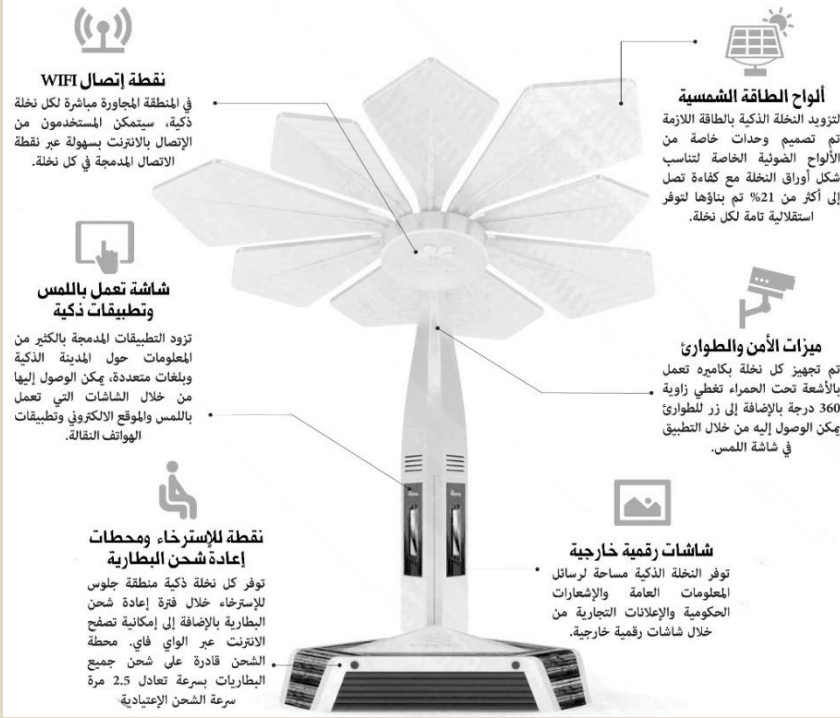 ألواح الطاقة الشمسية
لتزويد النخلة الذكية بالطاقة اللازمة
تم تصميم وحدات خاصة من
الألواح الضوئية الخاصة لتناسب
شكل أوراق النخلة مع كفاءة تصل
إلى أكثر من 21% تم بناؤها لتوفر
استقلالية تامة لكل نخلة.
ميزات الأمن والطوارئ
تم تجهيز كل نخلة بكاميره تعمل
بالأشعة تحت الحمراء تغطي زاوية
360 درجة بالإضافة إلى زر للطوارئ
يمكن الوصول إليه من خلال التطبيق
في شاشة اللمس.
شاشات رقمية خارجية
توفر النخلة الذكية مساحة لرسائل
المعلومات العامة والإشعارات
الحكومية والإعلانات التجارية من
خلال شاشات رقمية خارجية.
نقطة إتصال WIFI
في المنطقة المجاورة مباشرة لكل نخلة
ذكية، سيتمكن المستخدمون من
الإتصال بالانترنت بسهولة عبر نقطة
الاتصال المدمجة في كل نخلة.
شاشة تعمل باللمس
وتطبيقات ذكية
تزود التطبيقات المدمجة بالكثير من
المعلومات حول المدينة الذكية
وبلغات متعددة، يمكن الوصول إليها
من خلال الشاشات التي تعمل
باللمس والموقع الالكتروني وتطبيقات
الهواتف النقالة.
نقطة للإسترخاء ومحطات
إعادة شحن البطارية
توفر كل نخلة ذكية منطقة جلوس
للإسترخاء خلال فترة إعادة شحن
البطارية بالإضافة إلى إمكانية تصفح
الانترنت عبر الواي فاي. محطة
الشحن قادرة على شحن جميع
البطاريات بسرعة تعادل 2.5 مرة
سرعة الشحن الإعتيادية